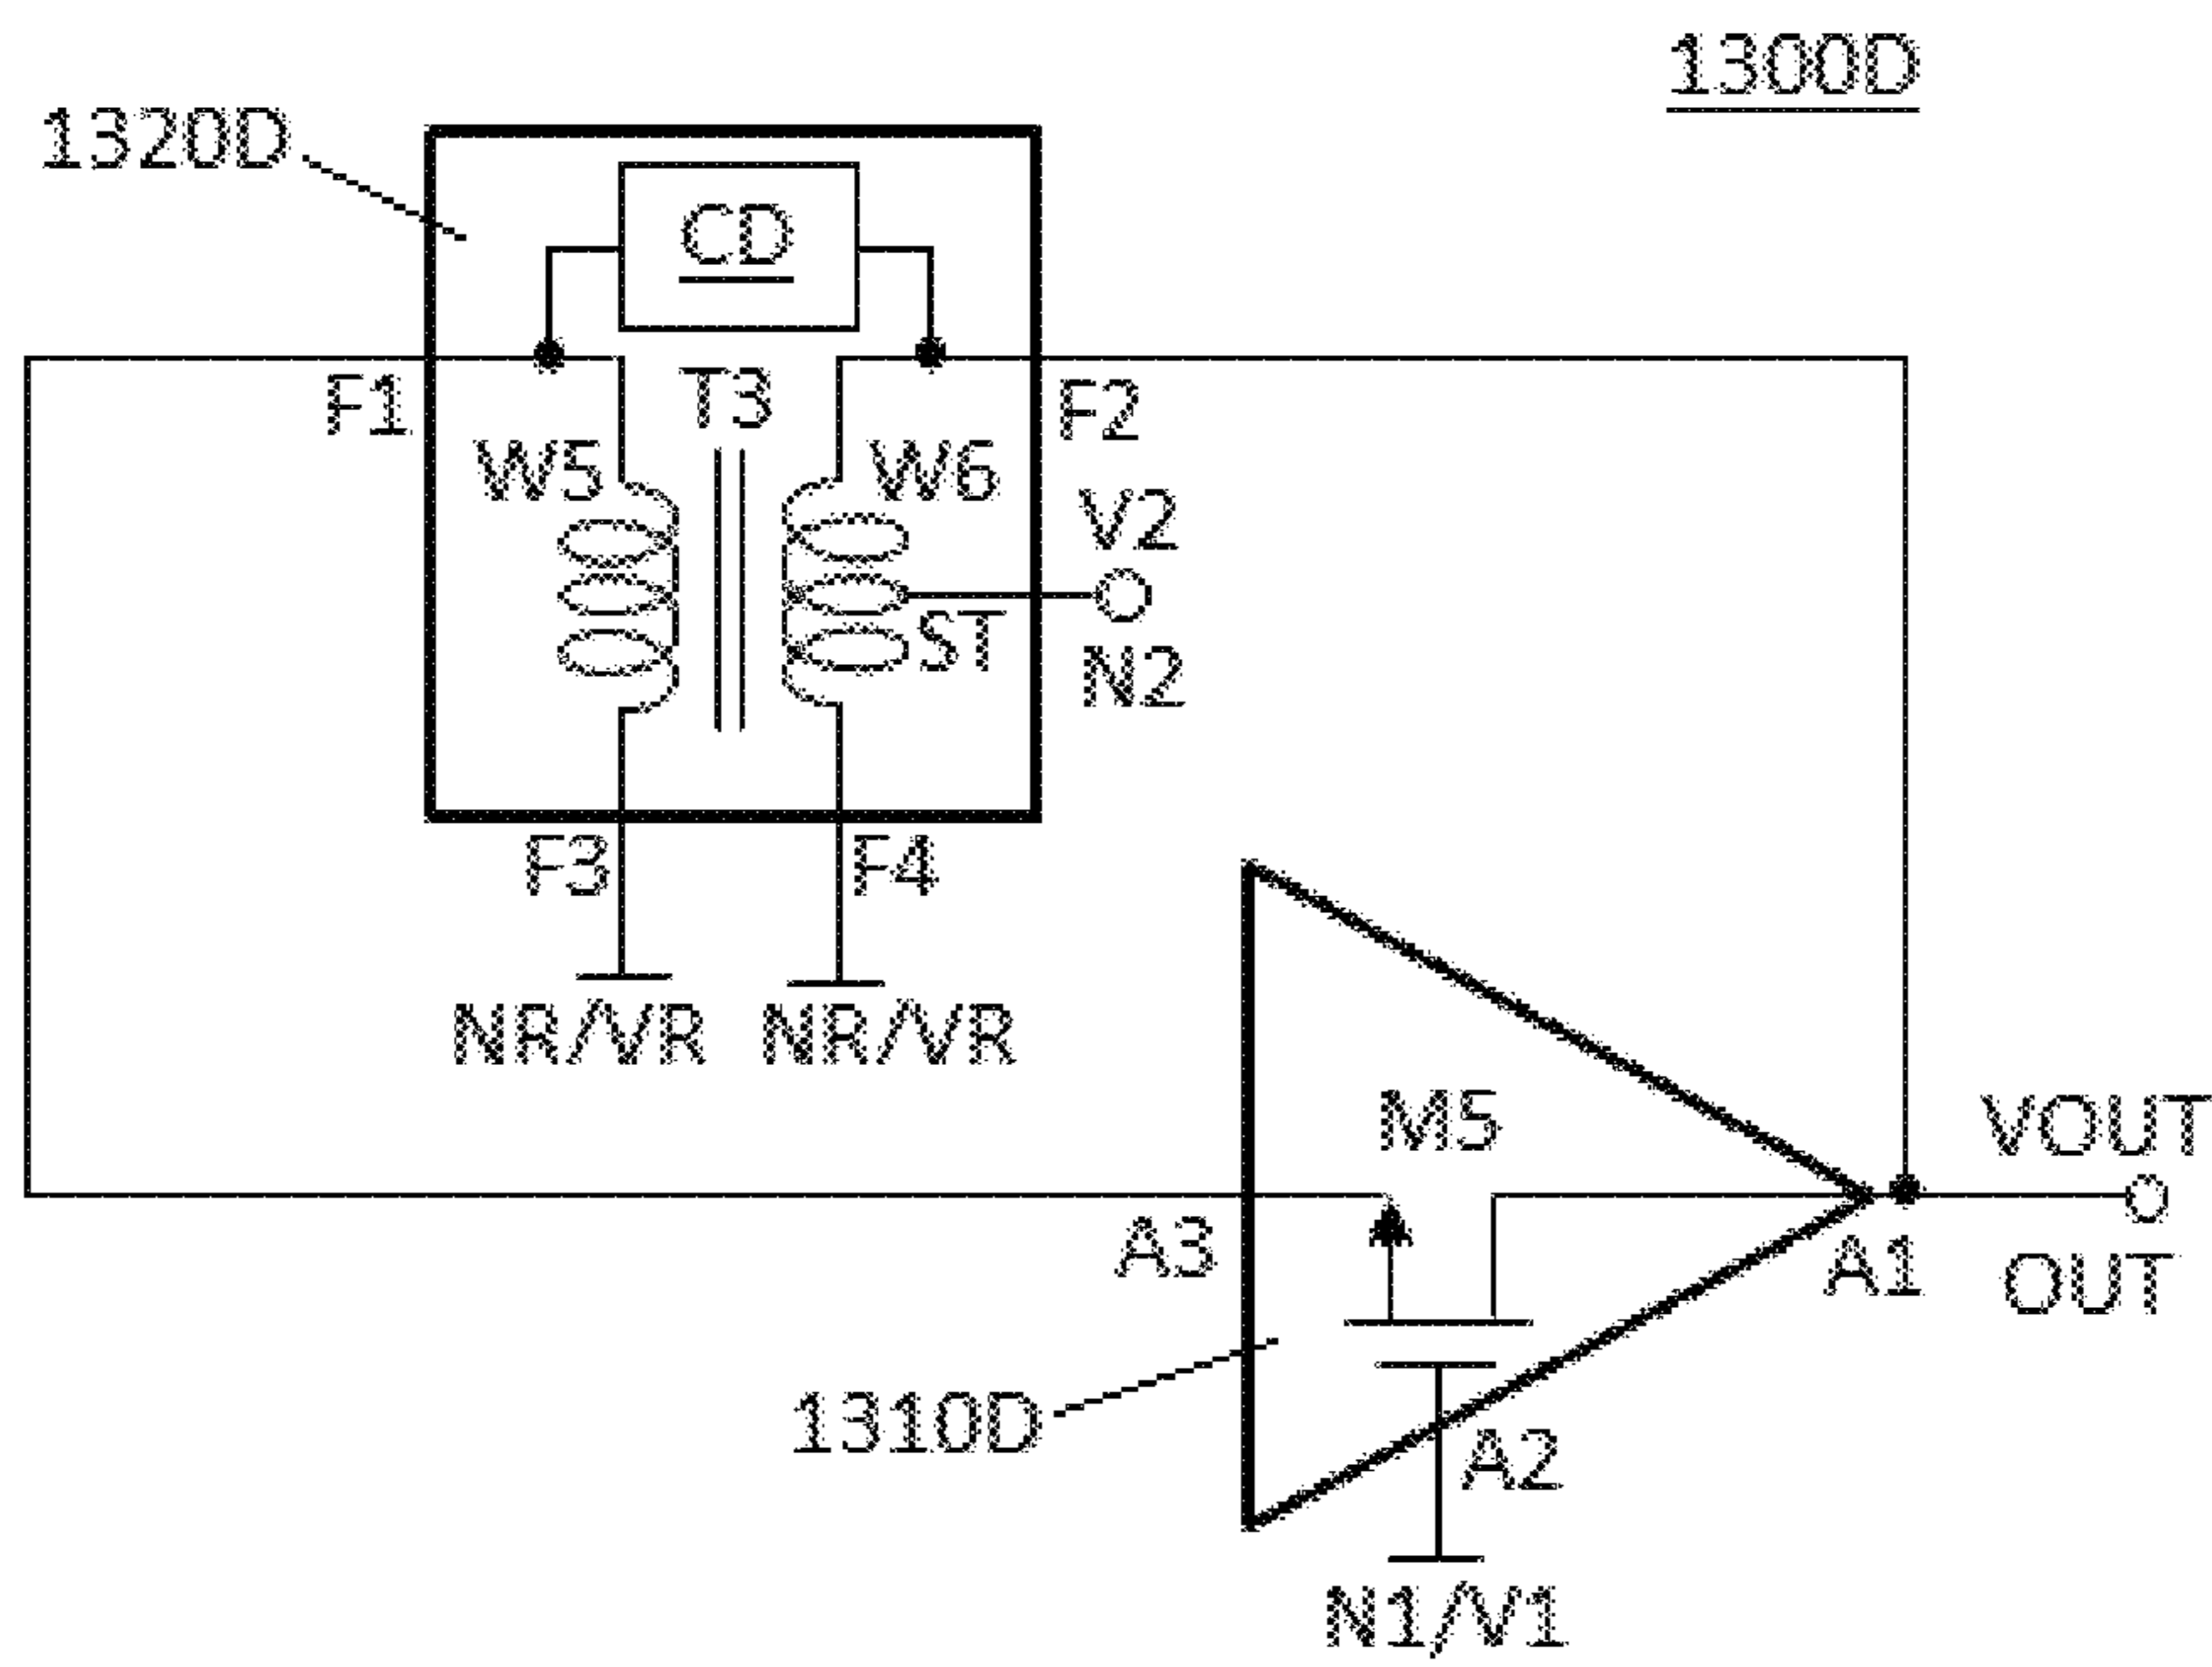 1300D
1320D
CD
F1
T3
F2
W5
W6
V2
ST
N2
F3
F4
NR/VR
NR/VR
M5
VOUT
A3
A1
OUT
1310D
A2
N1/V1